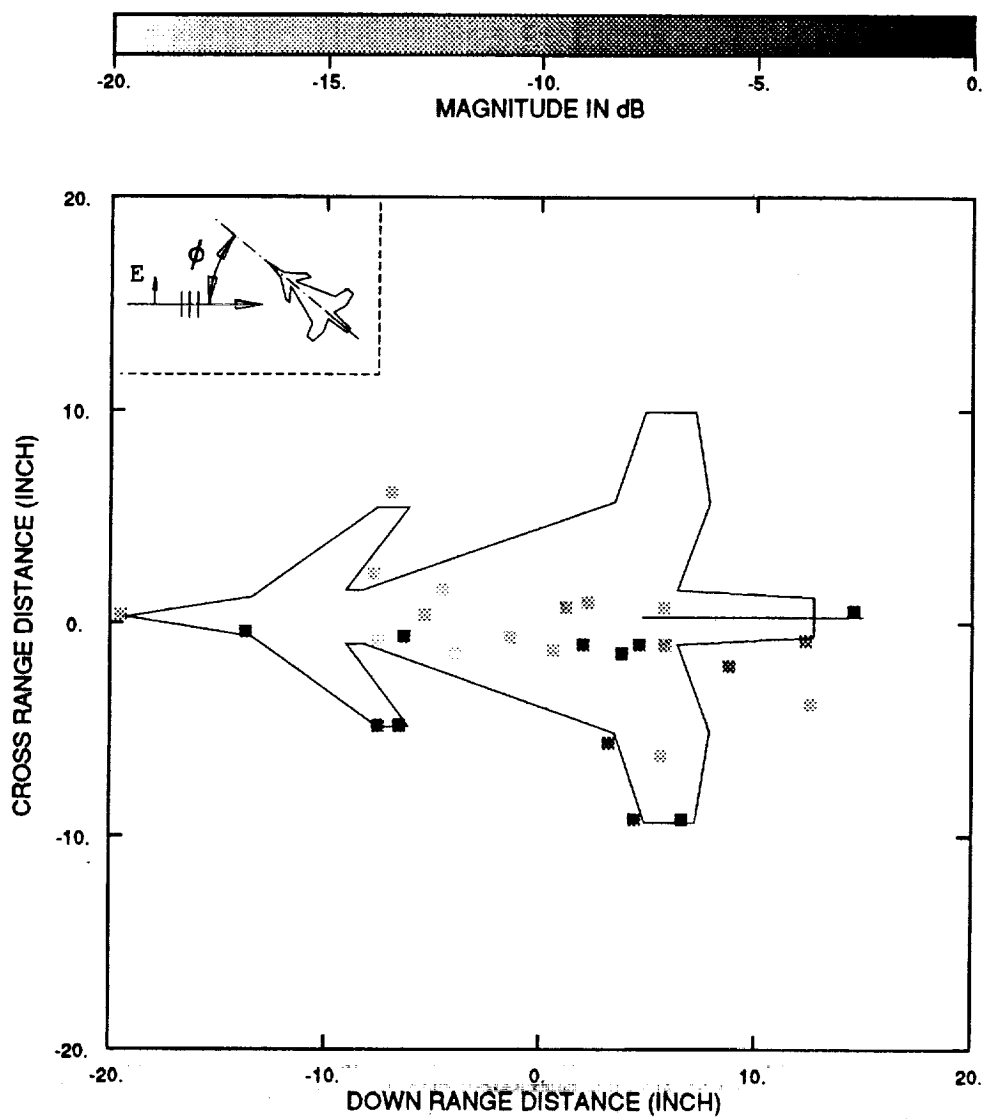 -20. -15. -10. -5. 0.
MAGNITUDE IN dB
20.
10.
0.
-10.
-20.
CROSS RANGE DISTANCE (INCH)
E
ϕ
-20. -10. 0. 10. 20.
DOWN RANGE DISTANCE (INCH)